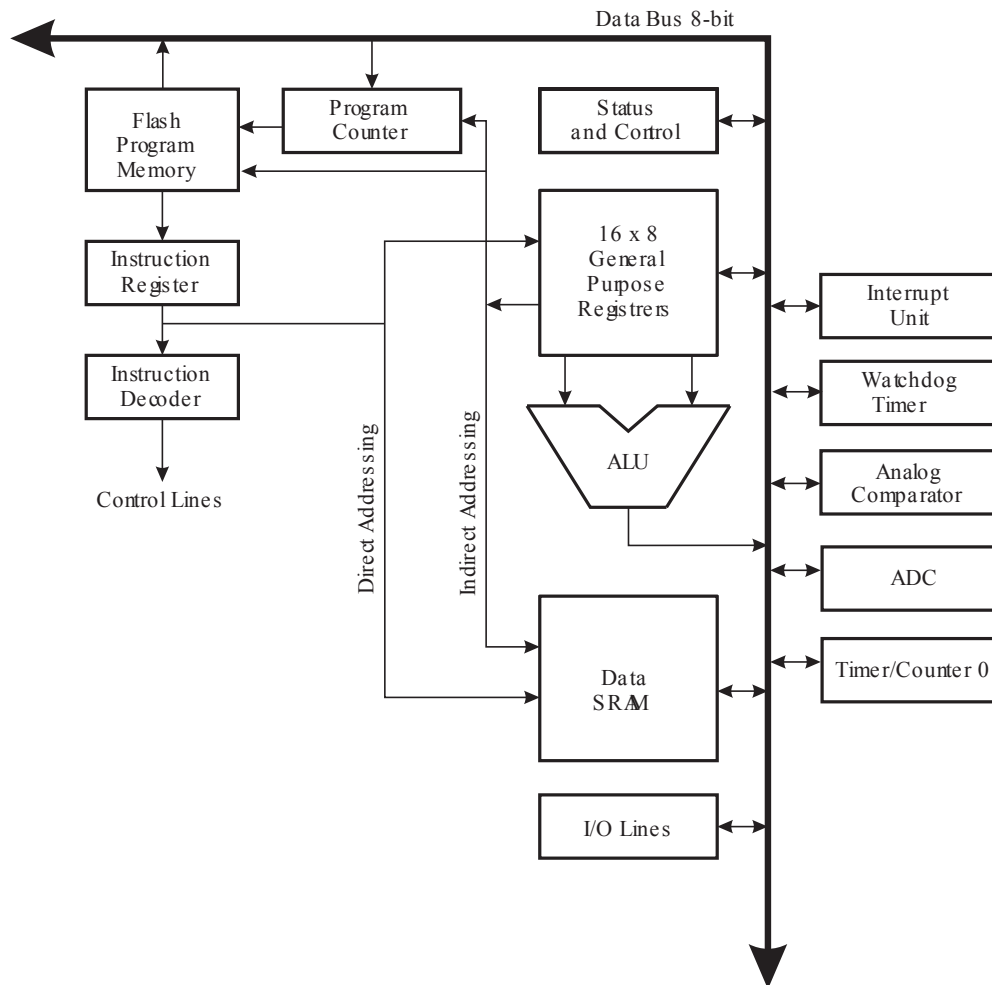 Data Bus 8-bit
Flash
Program
Memory
Program
Counter
Status
and Control
16 x 8
General
Purpose
Registrers
Instruction
Register
Interrupt
Unit
Instruction
Decoder
Watchdog
Timer
ALU
Analog
Comparator
Control Lines
Direct Addressing
Indirect Addressing
ADC
Data
SRAM
Timer/Counter 0
I/O Lines